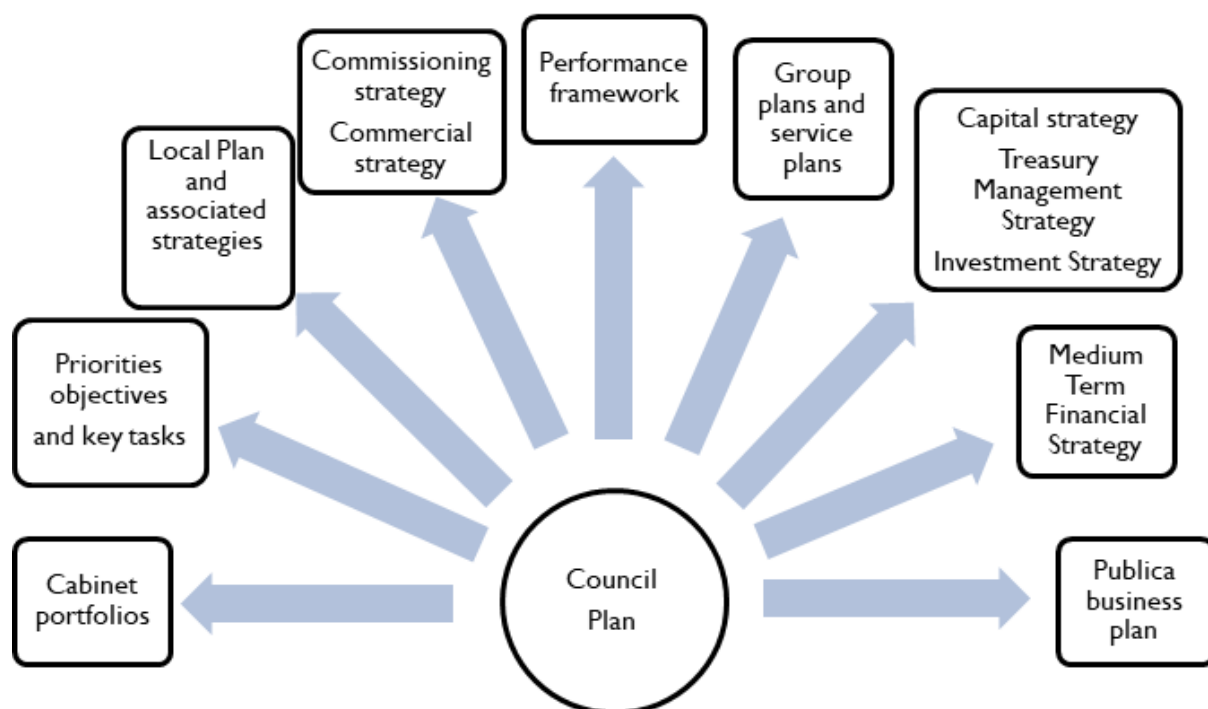 Commissioning
strategy
Commercial
strategy
Performance
framework
Group
plans and
service
plans
Capital strategy
Treasury
Management
Strategy
Investment Strategy
Local Plan
and
associated
strategies
Priorities
objectives
and key tasks
Medium
Term
Financial
Strategy
Cabinet
portfolios
Council
Plan
Publica
business
plan